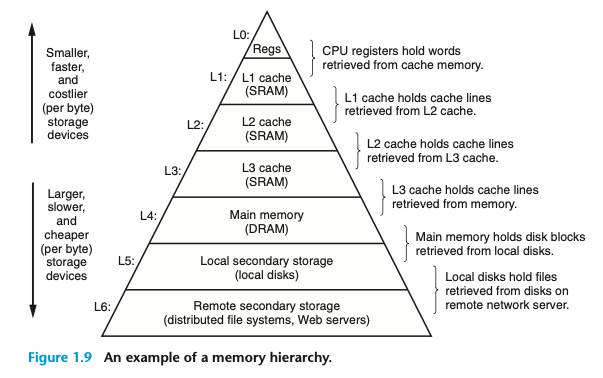 L0:
Regs
CPU registers hold words
retrieved from cache memory.
Smaller,
faster,
and
costlier
(per byte)
storage
devices
L1:
L1 cache
(SRAM)
L1 cache holds cache lines
retrieved from L2 cache.
L2:
L2 cache
(SRAM)
L2 cache holds cache lines
retrieved from L3 cache.
L3:
L3 cache
(SRAM)
L3 cache holds cache lines
retrieved from memory.
Larger,
slower,
and
cheaper
(per byte)
storage
devices
L4:
Main memory
(DRAM)
Main memory holds disk blocks
retrieved from local disks.
L5:
Local secondary storage
(local disks)
Local disks hold files
retrieved from disks on
remote network server.
L6:
Remote secondary storage
(distributed file systems, Web servers)
Figure 1.9 An example of a memory hierarchy.